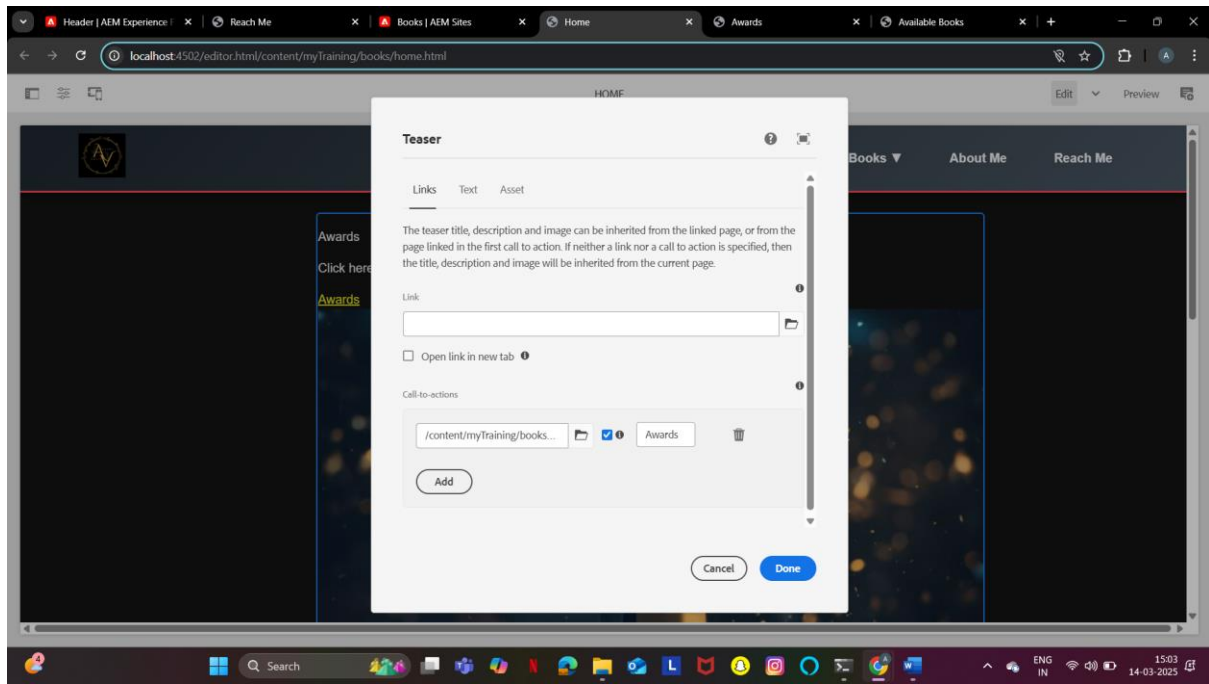 Header | AEM Experience F
Reach Me
Books | AEM Sites
Home
Awards
Available Books
localhost:4502/editor.html/content/myTraining/books/home.html
A
HOME
Edit
Preview
AV
Books ▼
About Me
Reach Me
Awards
Click here
Awards
Teaser
Links
Text
Asset
The teaser title, description and image can be inherited from the linked page, or from the
page linked in the first call to action. If neither a link nor a call to action is specified, then
the title, description and image will be inherited from the current page.
Link
Open link in new tab
Call-to-actions
/content/myTraining/books...
Awards
Add
Cancel
Done
4
Search
L
ENG
IN
15:03
14-03-2025